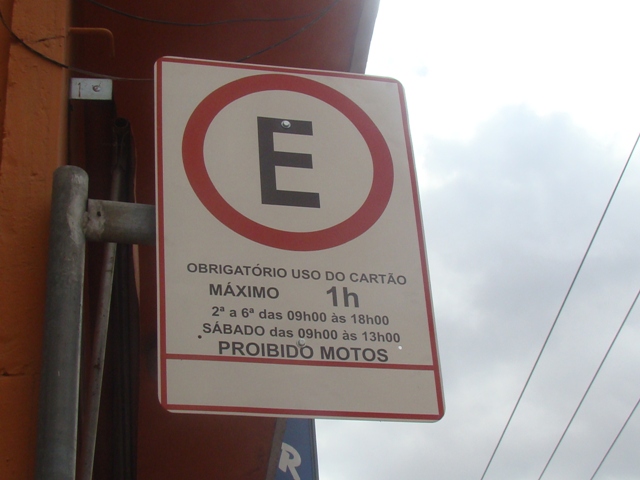 E
OBRIGATÓRIO USO DO CARTÃO
MÁXIMO 1h
2ª a 6ª das 09h00 às 18h00
SÁBADO das 09h00 às 13h00
PROIBIDO MOTOS
R